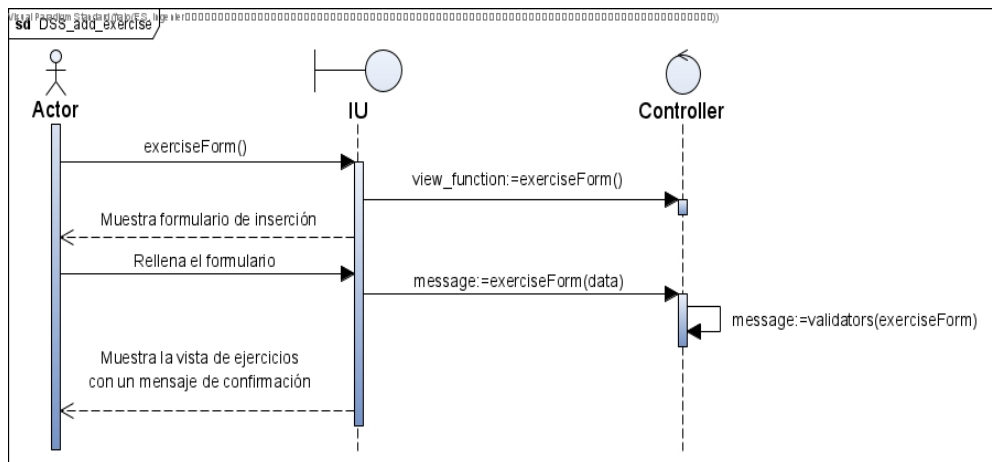 sd DSS_add_exercise
Actor
IU
Controller
exerciseForm()
view_function:=exerciseForm()
Muestra formulario de inserción
Rellena el formulario
message:=exerciseForm(data)
message:=validators(exerciseForm)
Muestra la vista de ejercicios
con un mensaje de confirmación